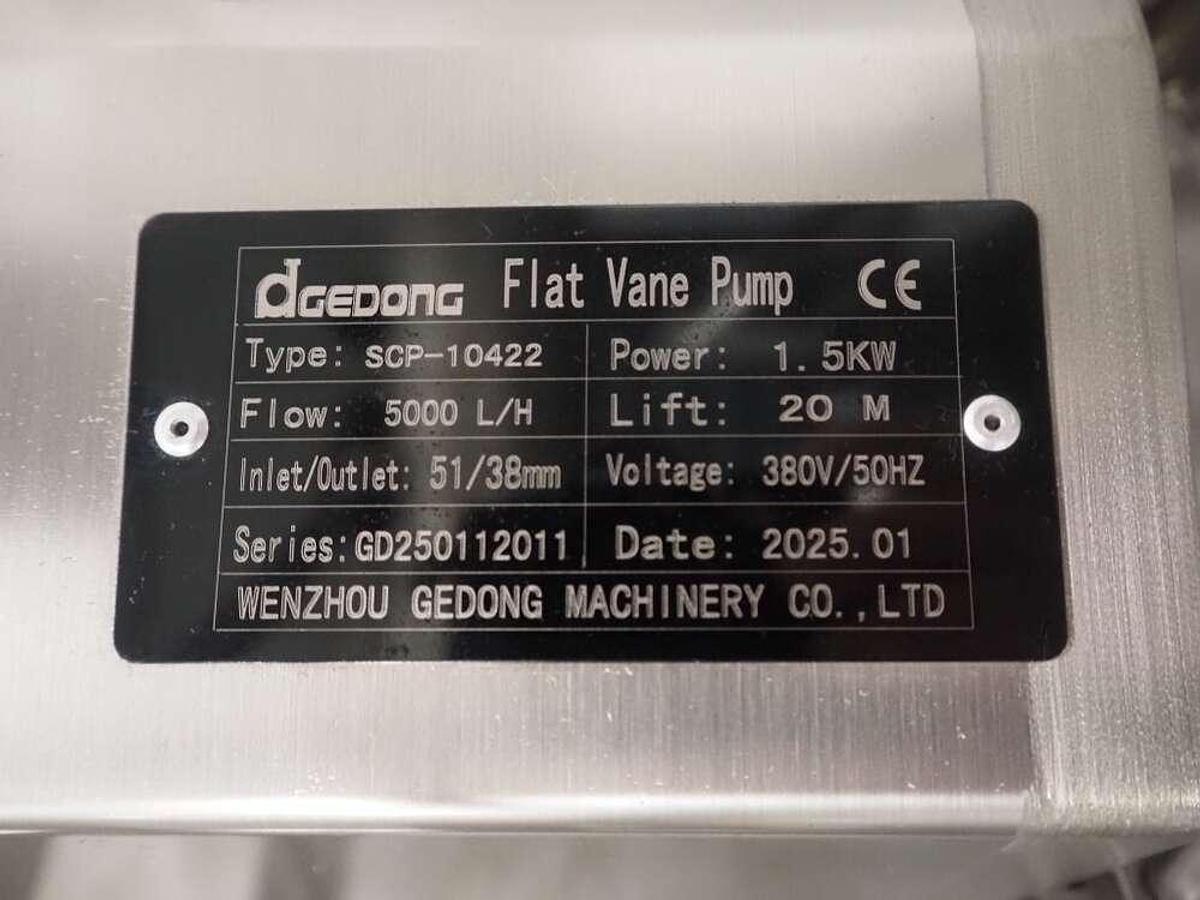 dGEDONG Flat Vane Pump CE
Type: SCP-10422 Power: 1.5KW
Flow: 5000 L/H Lift: 20 M
Inlet/Outlet: 51/38mm Voltage: 380V/50HZ
Series:GD250112011 Date: 2025.01
WENZHOU GEDONG MACHINERY CO.,LTD